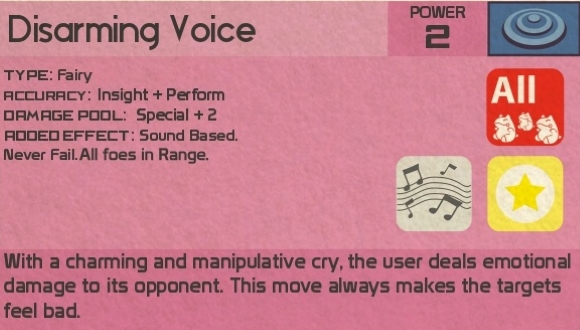 Disarming Voice
POWER
2
TYPE: Fairy
ACCURACY: Insight + Perform
DAMAGE POOL: Special + 2
ADDED EFFECT: Sound Based.
Never Fail.All foes in Range.
All
With a charming and manipulative cry, the user deals emotional
damage to its opponent. This move always makes the targets
feel bad.